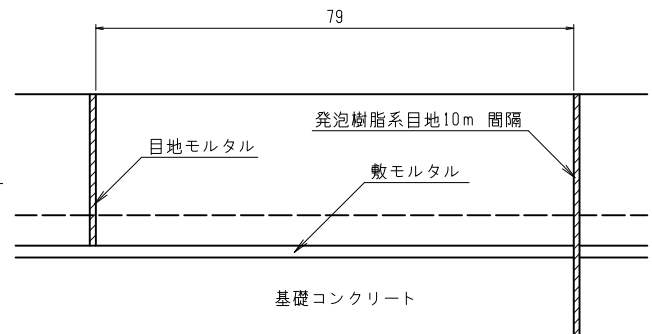 79
発泡樹脂系目地10m 間隔
目地モルタル
敷モルタル
基礎コンクリート